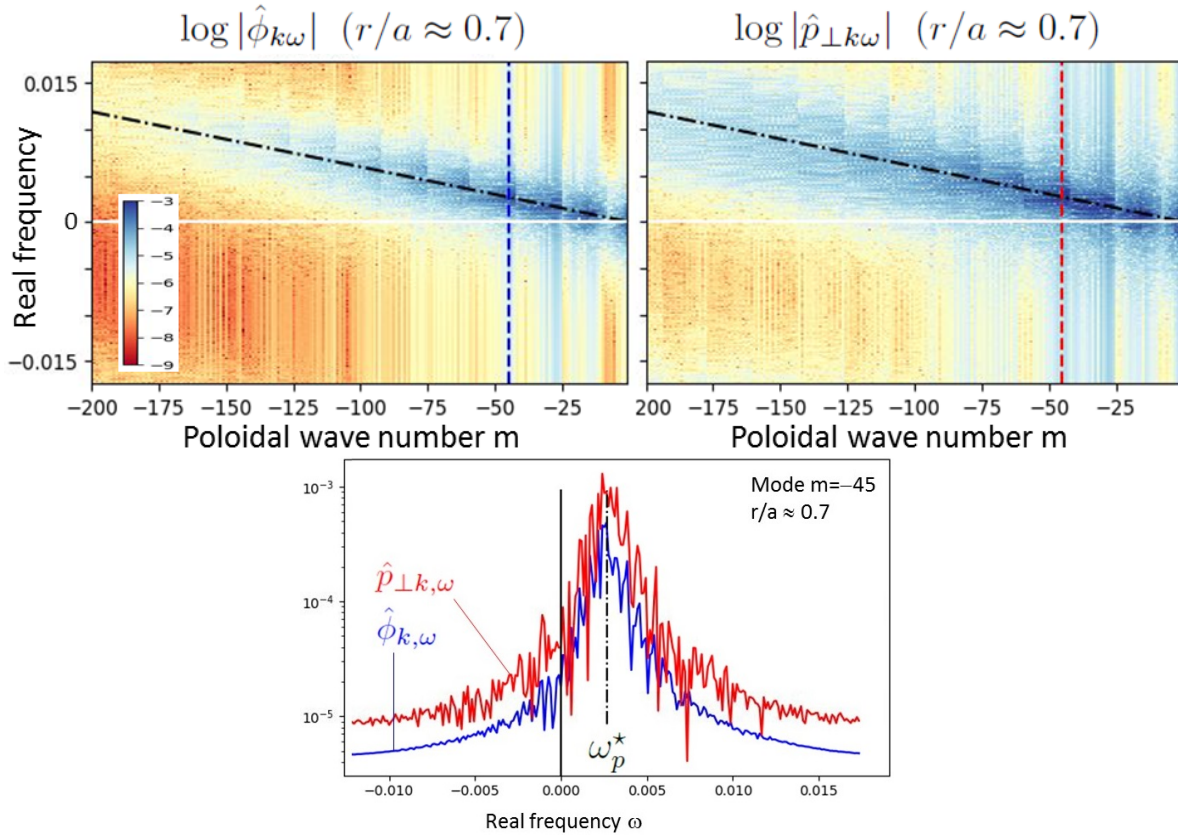 log |ϕ̂ₖω| (r/a ≈ 0.7)
log |p̂⊥ₖω| (r/a ≈ 0.7)
Real frequency
0.015
0
−0.015
−3
−4
−5
−6
−7
−8
−9
−200 −175 −150 −125 −100 −75 −50 −25
−200 −175 −150 −125 −100 −75 −50 −25
Poloidal wave number m
Poloidal wave number m
10⁻³
10⁻⁴
10⁻⁵
Mode m=−45
r/a ≈ 0.7
p̂⊥k,ω
ϕ̂k,ω
ω⋆p
−0.010 −0.005 0.000 0.005 0.010 0.015
Real frequency ω